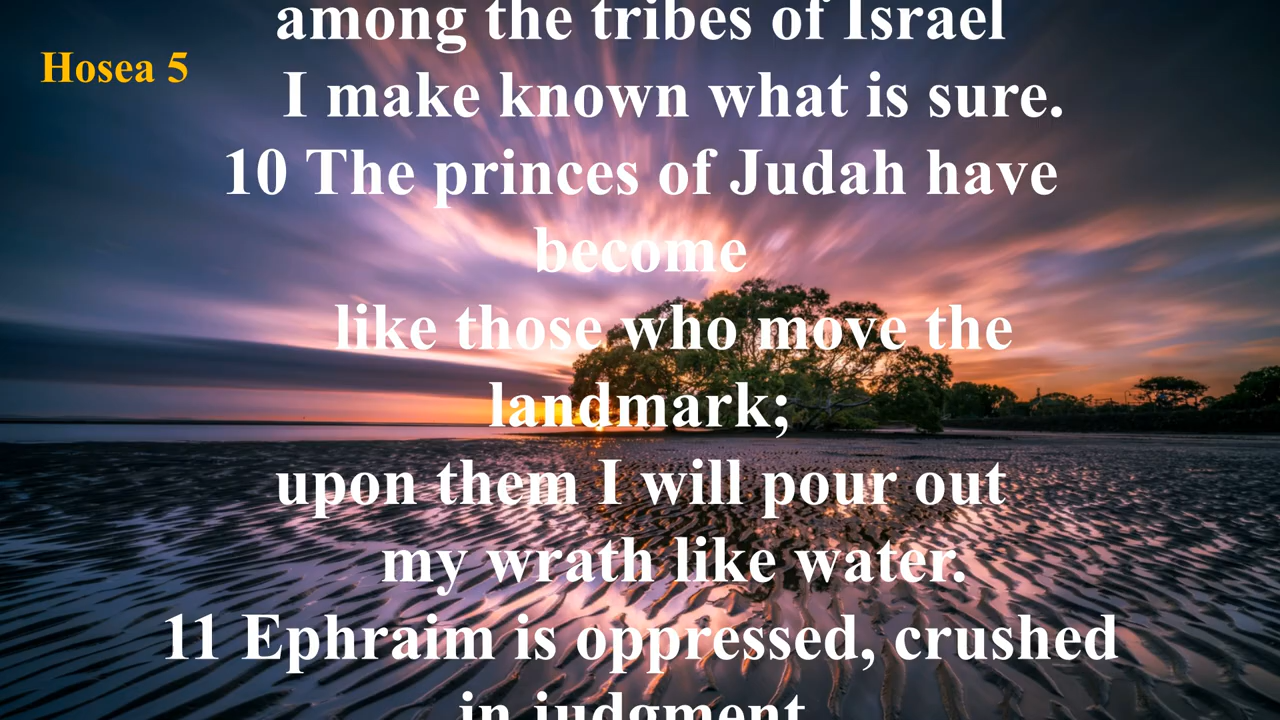 among the tribes of Israel
Hosea 5
I make known what is sure.
10 The princes of Judah have
become
like those who move the
landmark;
upon them I will pour out
my wrath like water.
11 Ephraim is oppressed, crushed
in judgment